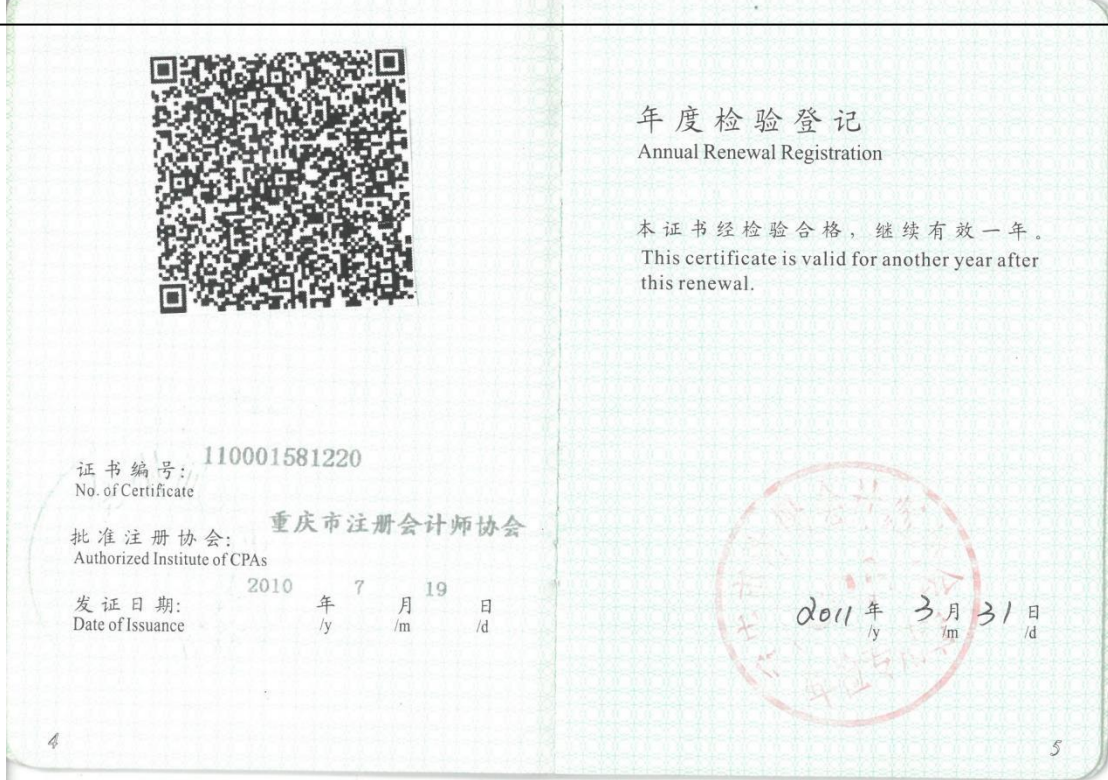 证书编号: 110001581220
No. of Certificate
批准注册协会: 重庆市注册会计师协会
Authorized Institute of CPAs
发证日期: 2010 年 7 月 19 日
Date of Issuance /y /m /d
4
年度检验登记
Annual Renewal Registration
本证书经检验合格，继续有效一年。
This certificate is valid for another year after
this renewal.
2011 年 3 月 31 日
/y /m /d
5